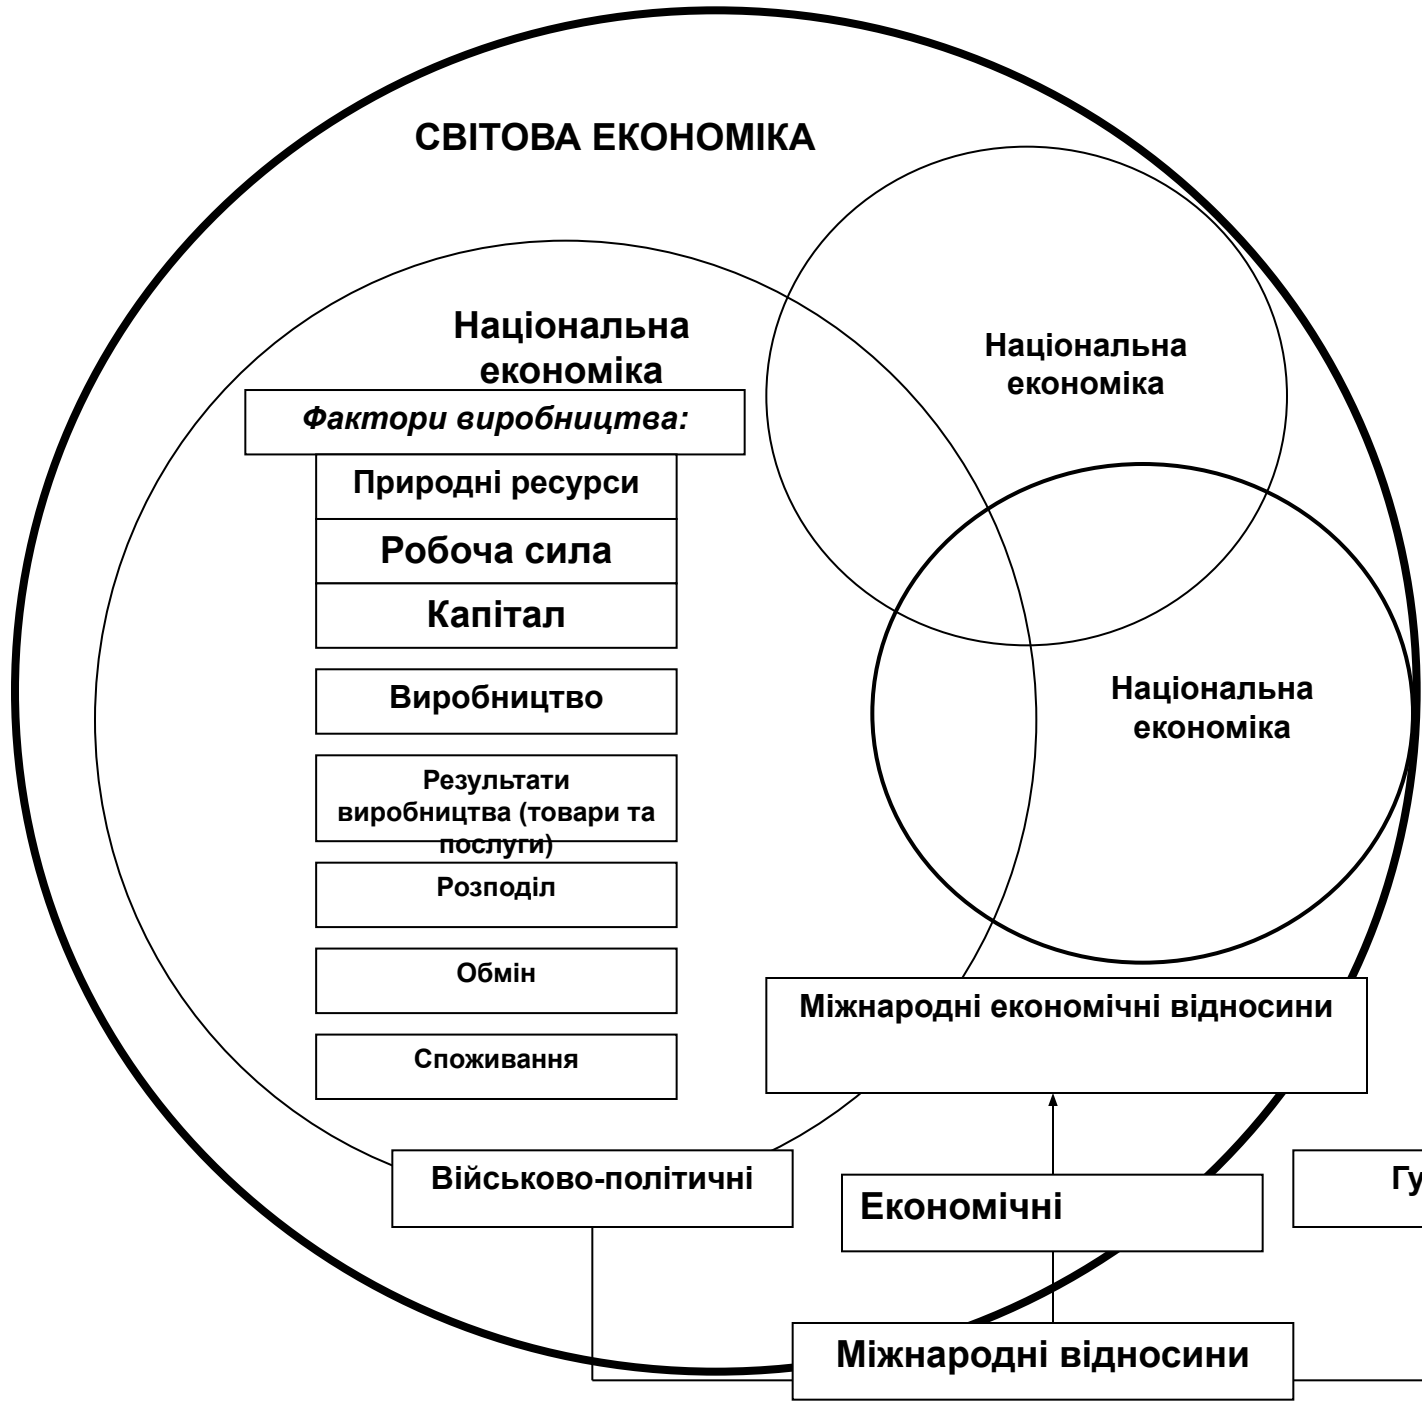 СВІТОВА ЕКОНОМІКА
Національна
економіка
Національна
економіка
Фактори виробництва:
Природні ресурси
Робоча сила
Капітал
Виробництво
Національна
економіка
Результати
виробництва (товари та
послуги)
Розподіл
Обмін
Споживання
Міжнародні економічні відносини
Військово-політичні
Економічні
Гу
Міжнародні відносини